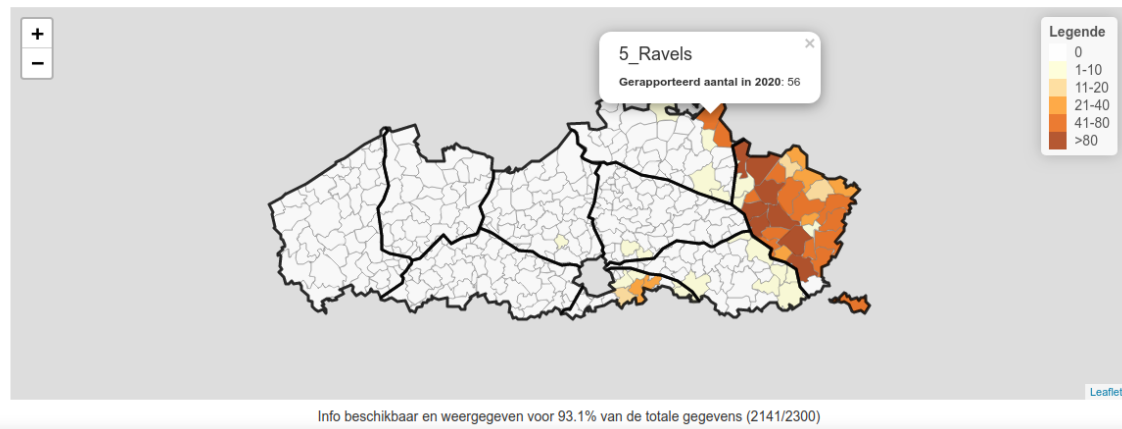 +
−
5_Ravels
×
Gerapporteerd aantal in 2020: 56
Legende
0
1-10
11-20
21-40
41-80
>80
Leaflet
Info beschikbaar en weergegeven voor 93.1% van de totale gegevens (2141/2300)